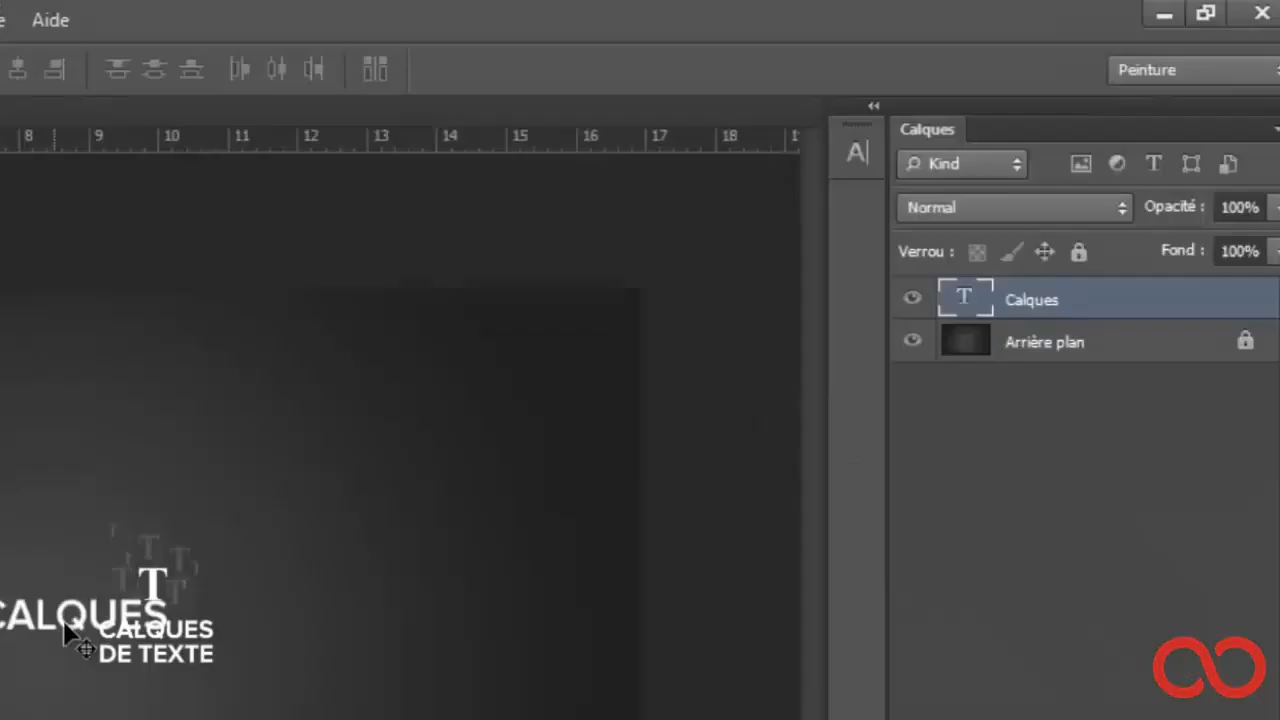 Aide
Peinture
8 9 10 11 12 13 14 15 16 17 18
A
Calques
Kind
T
Normal
Opacité : 100%
Verrou :
Fond : 100%
T Calques
Arrière plan
T
CALQUES
CALQUES
DE TEXTE